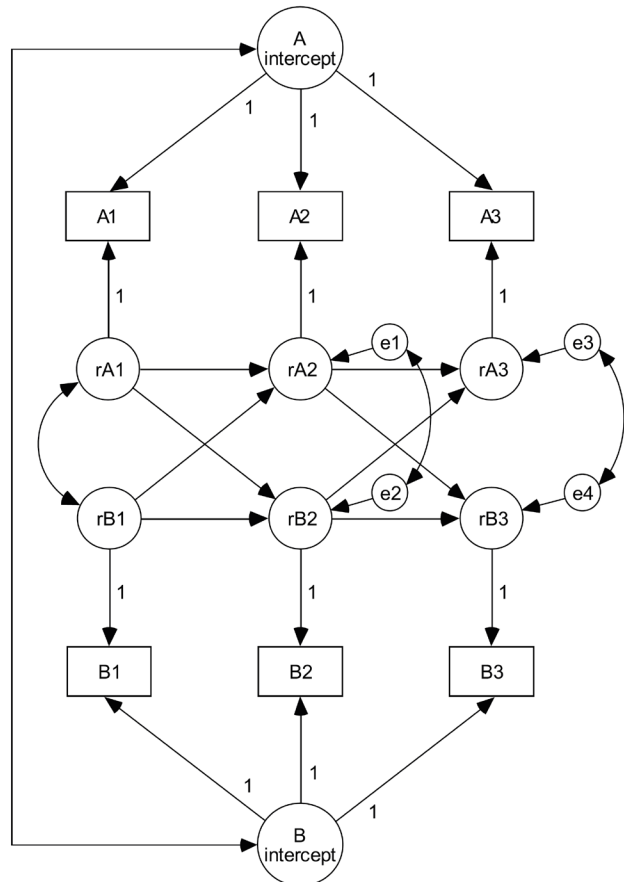 A
intercept
1
1
1
A1
A2
A3
1
1
1
rA1
rA2
e1
rA3
e3
rB1
rB2
e2
rB3
e4
1
1
1
B1
B2
B3
1
1
1
B
intercept